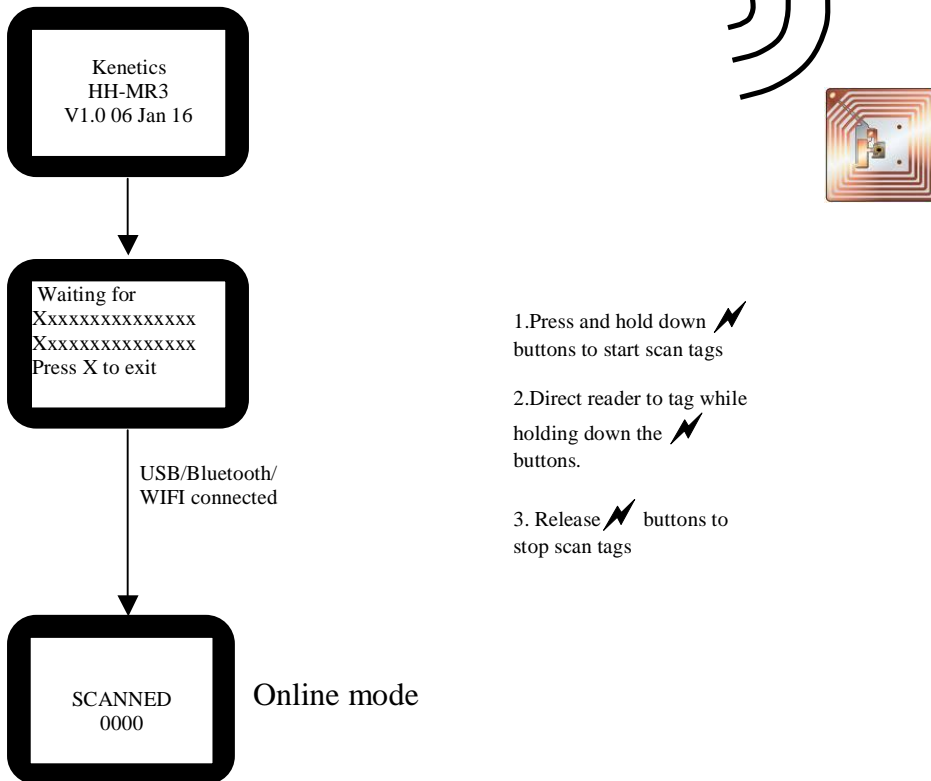 Kenetics
HH-MR3
V1.0 06 Jan 16
Waiting for
Xxxxxxxxxxxxxxx
Xxxxxxxxxxxxxxx
Press X to exit
USB/Bluetooth/
WIFI connected
SCANNED
0000
Online mode
1.Press and hold down
buttons to start scan tags
2.Direct reader to tag while
holding down the
buttons.
3. Release buttons to
stop scan tags